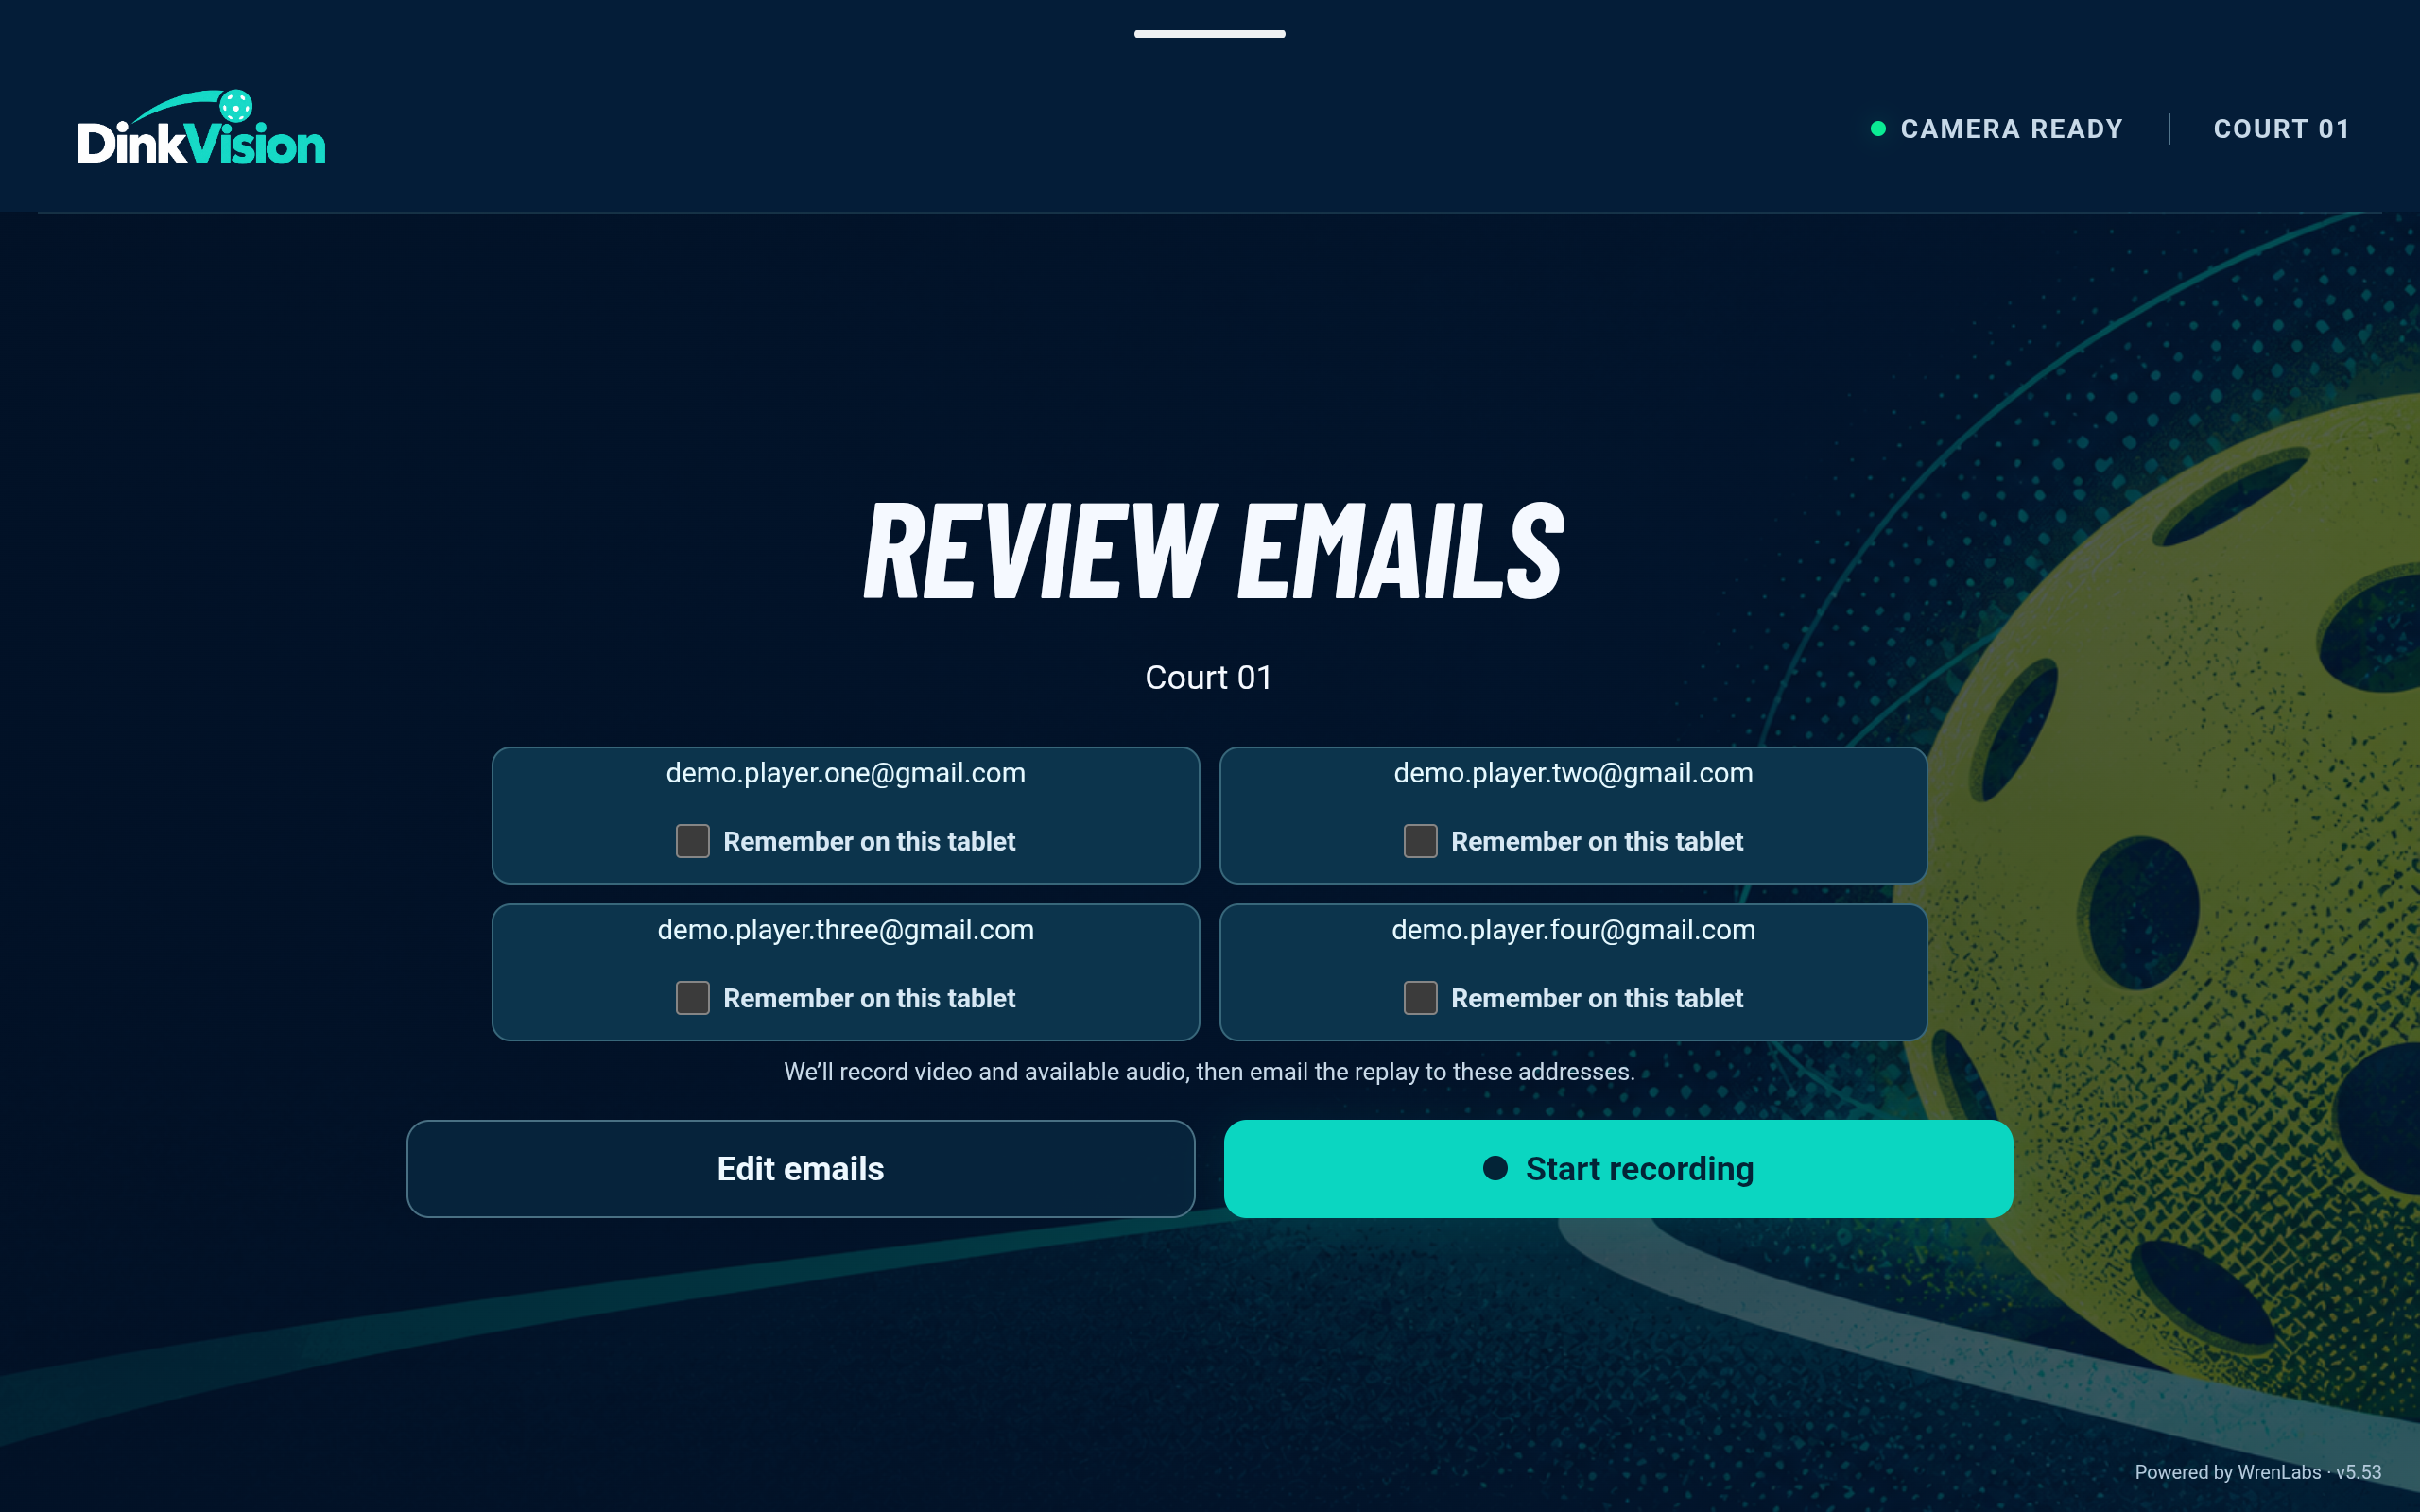 DinkVision
CAMERA READY
COURT 01
REVIEW EMAILS
Court 01
demo.player.one@gmail.com
Remember on this tablet
demo.player.two@gmail.com
Remember on this tablet
demo.player.three@gmail.com
Remember on this tablet
demo.player.four@gmail.com
Remember on this tablet
We’ll record video and available audio, then email the replay to these addresses.
Edit emails
Start recording
Powered by WrenLabs · v5.53